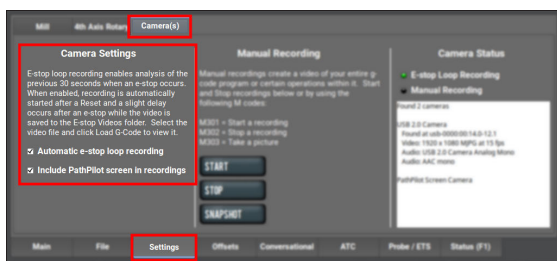 Mill
4th Axis Rotary
Camera(s)
Camera Settings
E-stop loop recording enables analysis of the
previous 30 seconds when an e-stop occurs.
When enabled, recording is automatically
started after a Reset and a slight delay
occurs after an e-stop while the video is
saved to the E-stop Videos folder. Select the
video file and click Load G-Code to view it.
Automatic e-stop loop recording
Include PathPilot screen in recordings
Manual Recording
Manual recordings create a video of your entire g-
code program or certain operations within it. Start
and Stop recordings below or by using the
following M codes:
M301 = Start a recording
M302 = Stop a recording
M303 = Take a picture
START
STOP
SNAPSHOT
Camera Status
E-stop Loop Recording
Manual Recording
Found 2 cameras
USB 2.0 Camera
Found at usb-0000:00:14.0-12.1
Video: 1920 x 1080 MJPG at 15 fps
Audio: USB 2.0 Camera Analog Mono
Audio: AAC mono
PathPilot Screen Camera
Main
File
Settings
Offsets
Conversational
ATC
Probe / ETS
Status (F1)